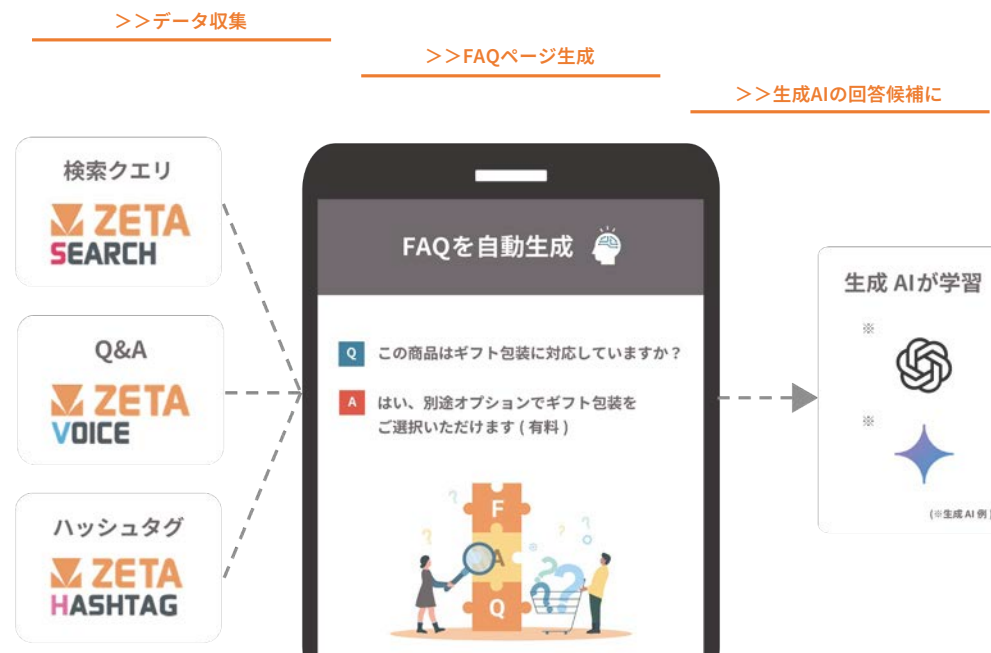 >>データ収集
>>FAQページ生成
>>生成AIの回答候補に
検索クエリ
ZETA
SEARCH
Q&A
ZETA
VOICE
ハッシュタグ
ZETA
HASHTAG
FAQを自動生成
Q この商品はギフト包装に対応していますか？
A はい、別途オプションでギフト包装を
ご選択いただけます ( 有料 )
F
A
Q
生成 AIが学習
※
※
(※生成 AI 例 )